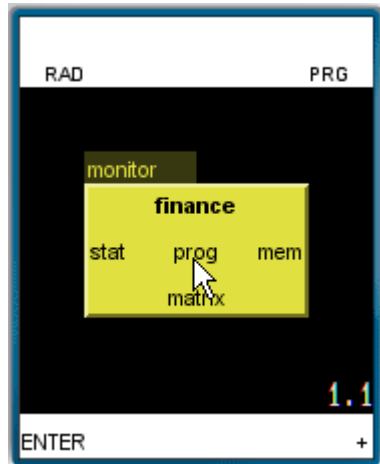 RAD PRG
monitor
finance
stat prog mem
matrix
1.1
ENTER +